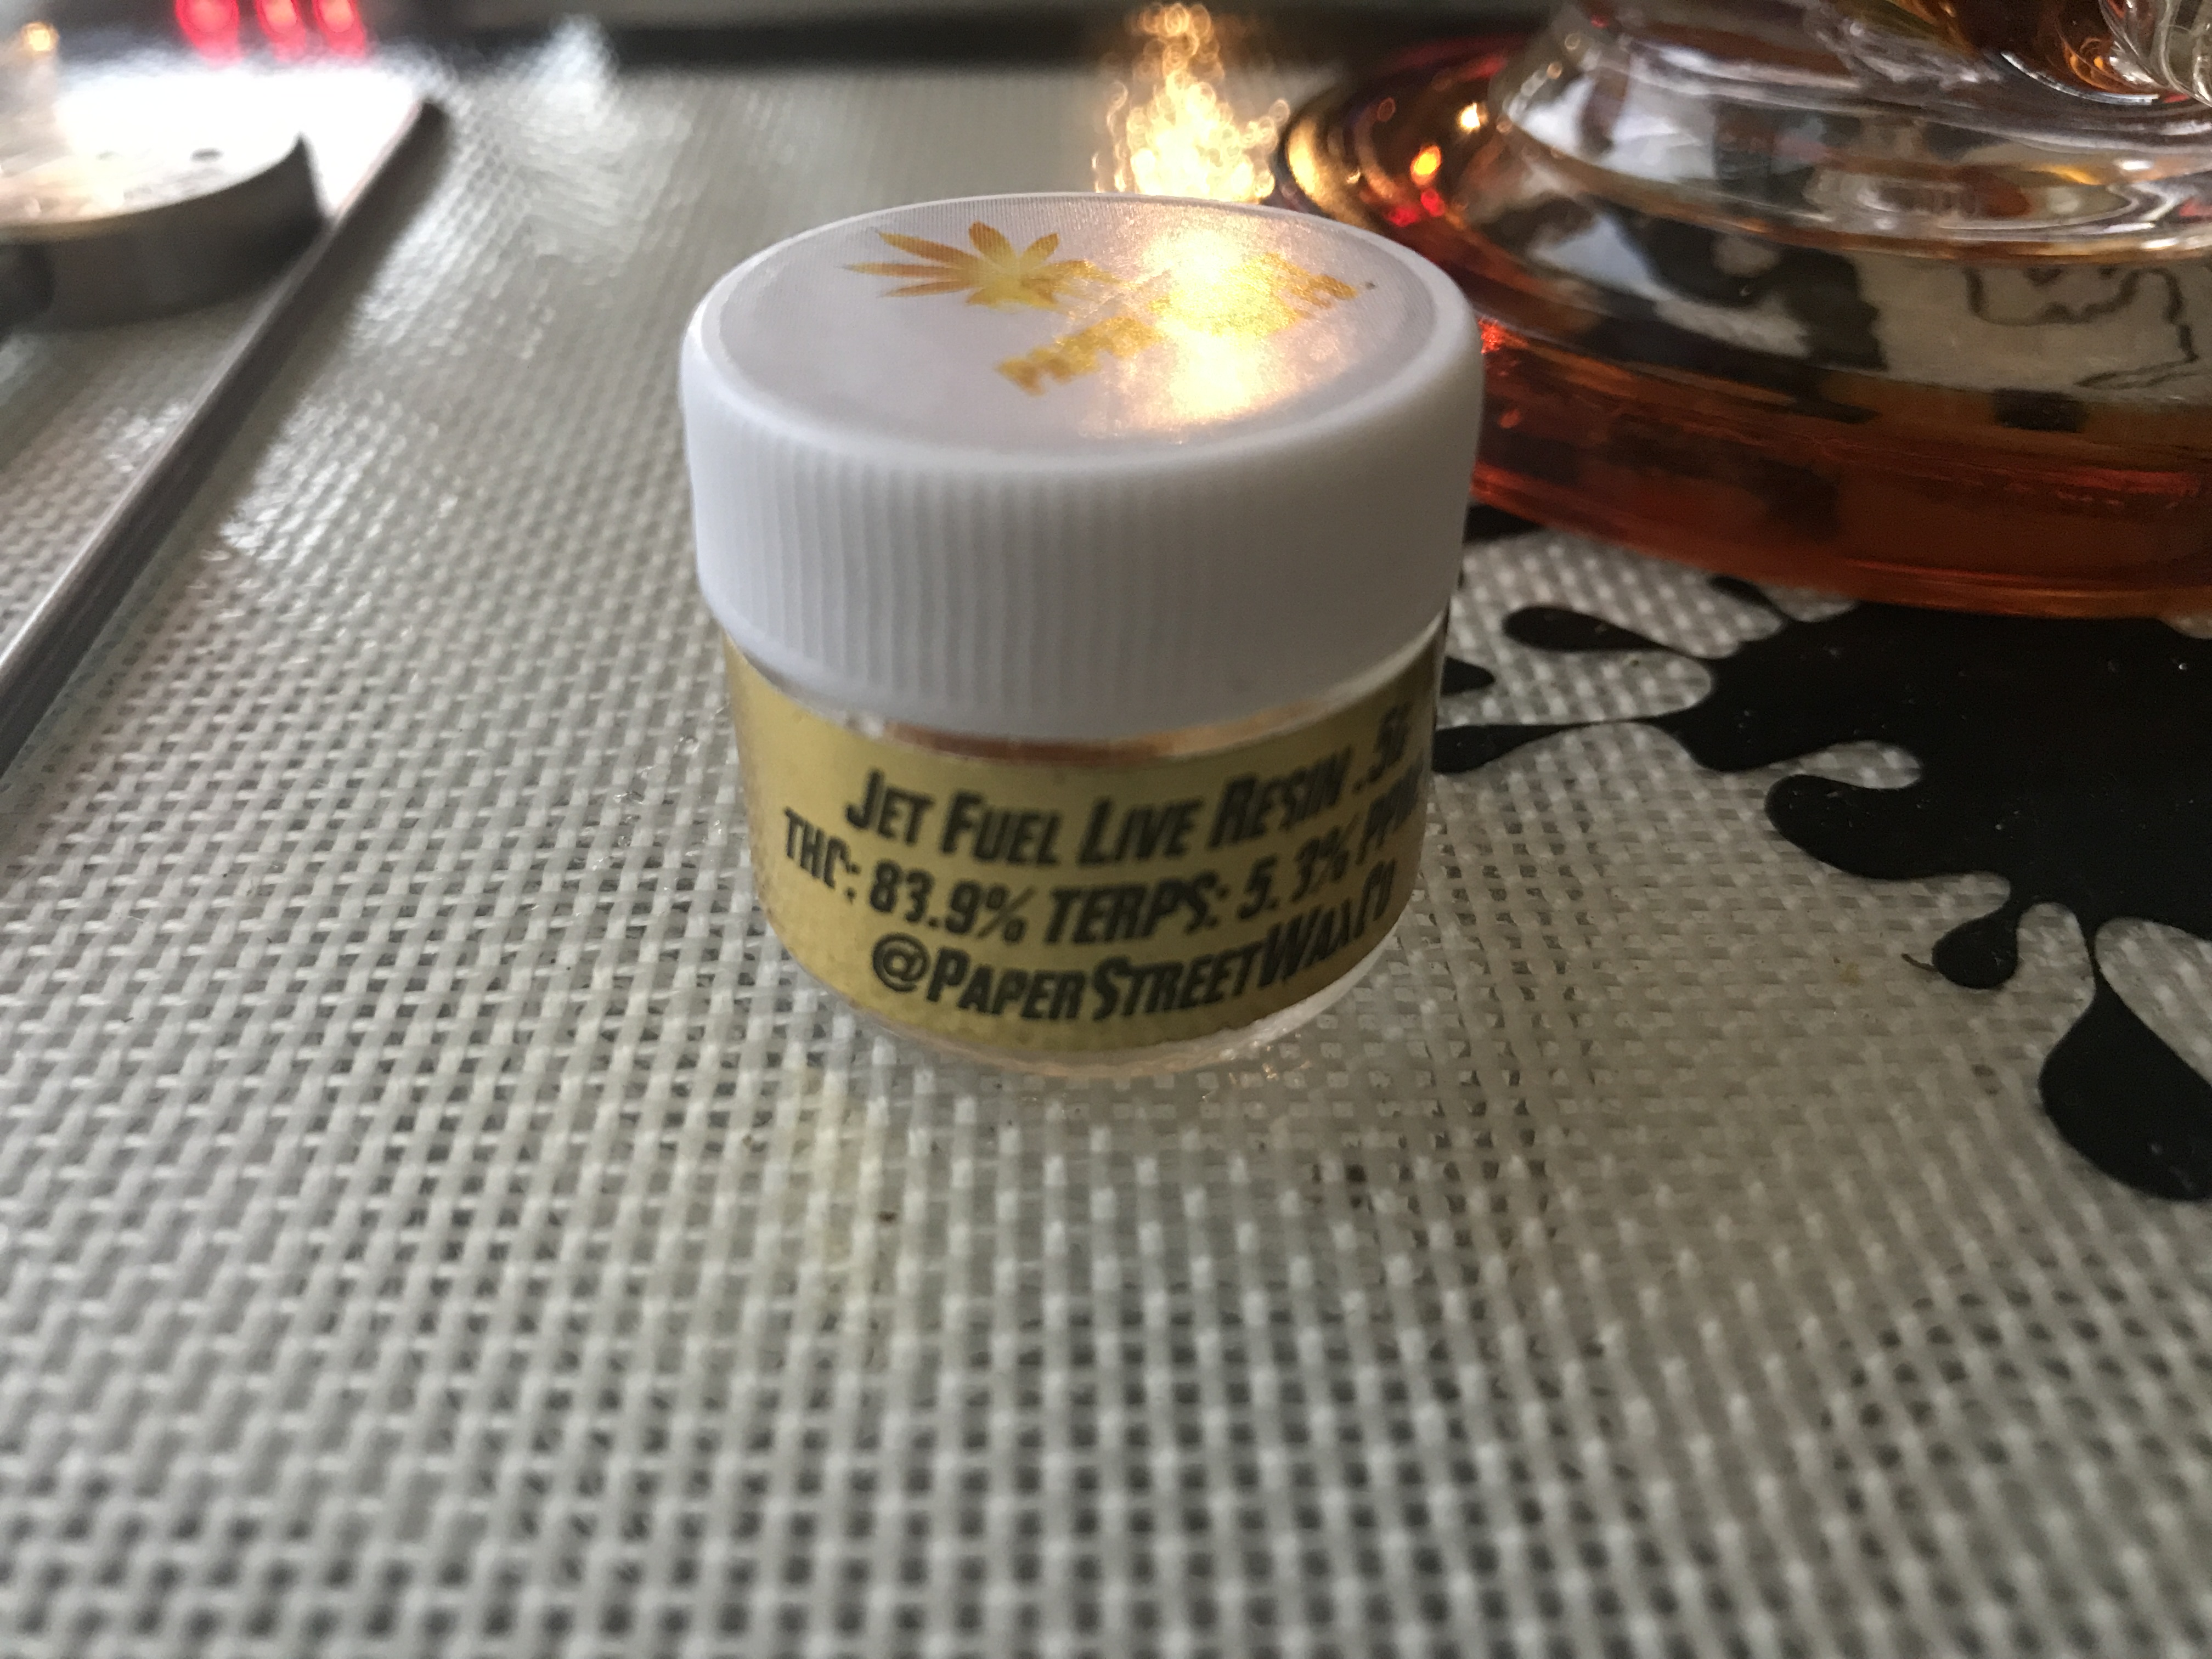 JET FUEL LIVE RESIN .5G
THC: 83.9% TERPS: 5.3%
@PAPERSTREETWAXCO